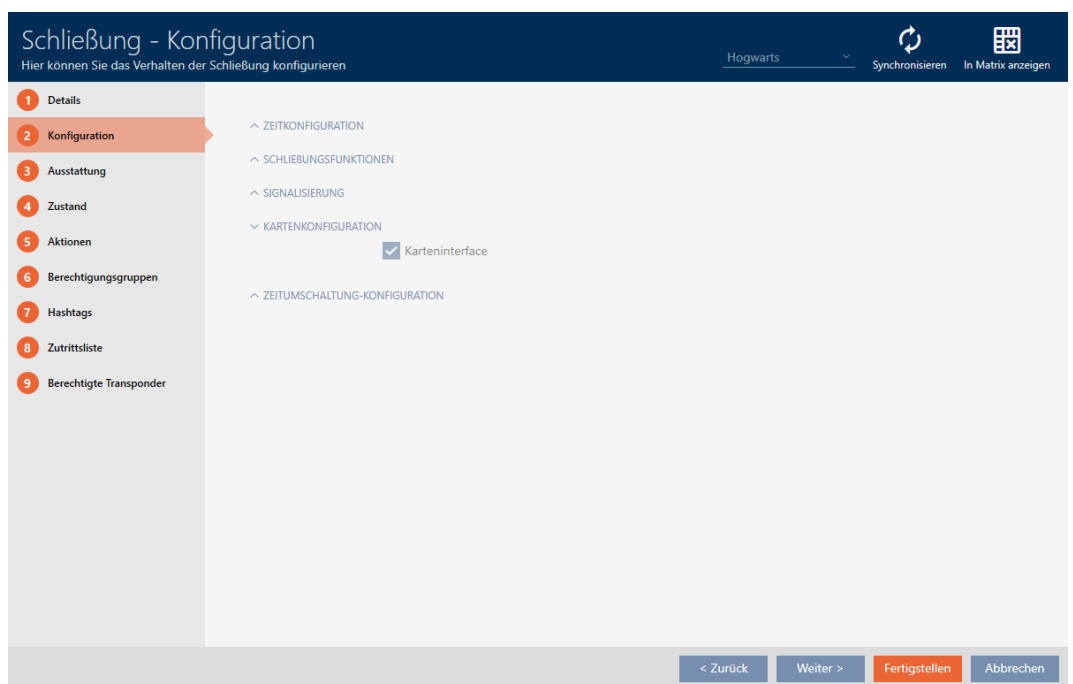 Schließung - Konfiguration
Hier können Sie das Verhalten der Schließung konfigurieren
Hogwarts
Synchronisieren
In Matrix anzeigen
1 Details
2 Konfiguration
3 Ausstattung
4 Zustand
5 Aktionen
6 Berechtigungsgruppen
7 Hashtags
8 Zutrittsliste
9 Berechtigte Transponder
ZEITKONFIGURATION
SCHLIEßUNGSFUNKTIONEN
SIGNALISIERUNG
KARTENKONFIGURATION
Karteninterface
ZEITUMSCHALTUNG-KONFIGURATION
< Zurück
Weiter >
Fertigstellen
Abbrechen